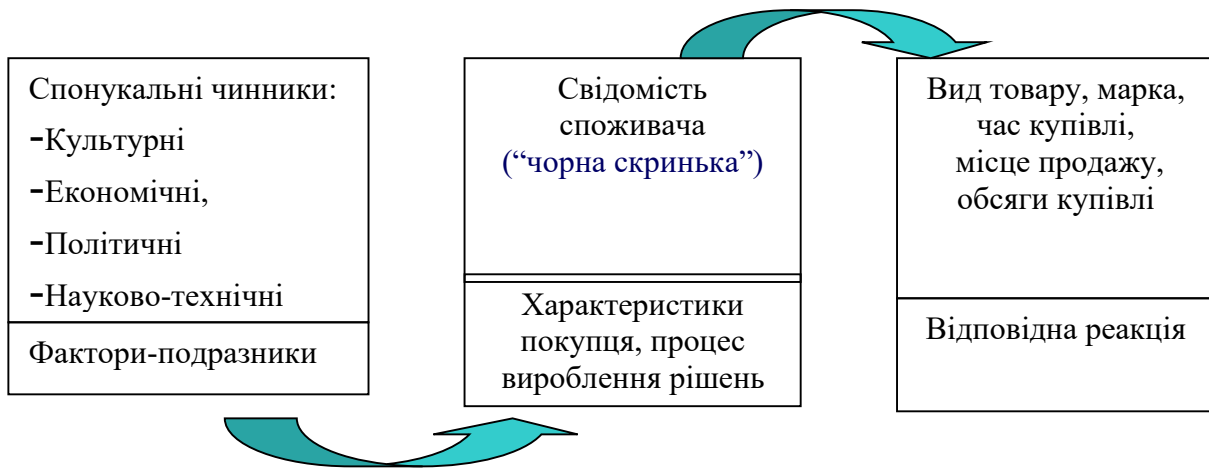 Спонукальні чинники:
-Культурні
-Економічні,
-Політичні
-Науково-технічні
Фактори-подразники
Свідомість
споживача
(“чорна скринька”)
Характеристики
покупця, процес
вироблення рішень
Вид товару, марка,
час купівлі,
місце продажу,
обсяги купівлі
Відповідна реакція